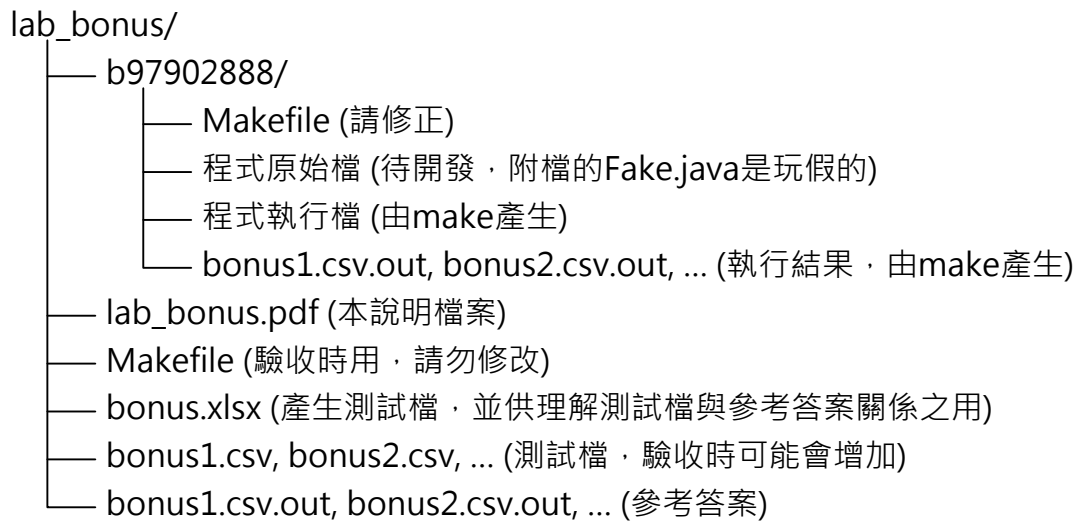 lab_bonus/
b97902888/
Makefile (請修正)
程式原始檔 (待開發，附檔的Fake.java是玩假的)
程式執行檔 (由make產生)
bonus1.csv.out, bonus2.csv.out, ... (執行結果，由make產生)
lab_bonus.pdf (本說明檔案)
Makefile (驗收時用，請勿修改)
bonus.xlsx (產生測試檔，並供理解測試檔與參考答案關係之用)
bonus1.csv, bonus2.csv, ... (測試檔，驗收時可能會增加)
bonus1.csv.out, bonus2.csv.out, ... (參考答案)